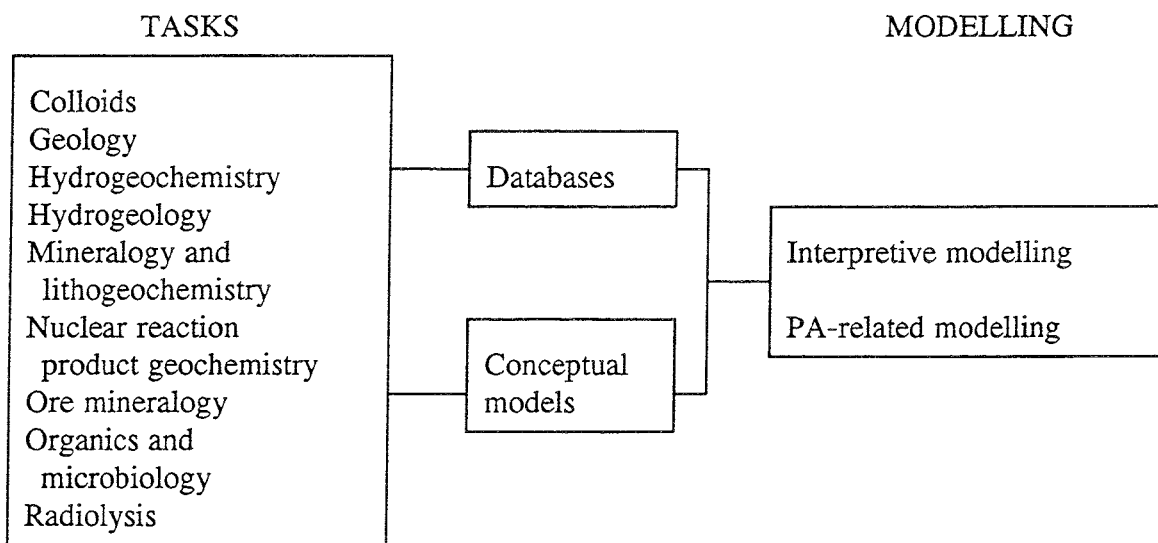 TASKS
MODELLING
Colloids
Geology
Hydrogeochemistry
Hydrogeology
Mineralogy and
lithogeochemistry
Nuclear reaction
product geochemistry
Ore mineralogy
Organics and
microbiology
Radiolysis
Databases
Conceptual
models
Interpretive modelling
PA-related modelling